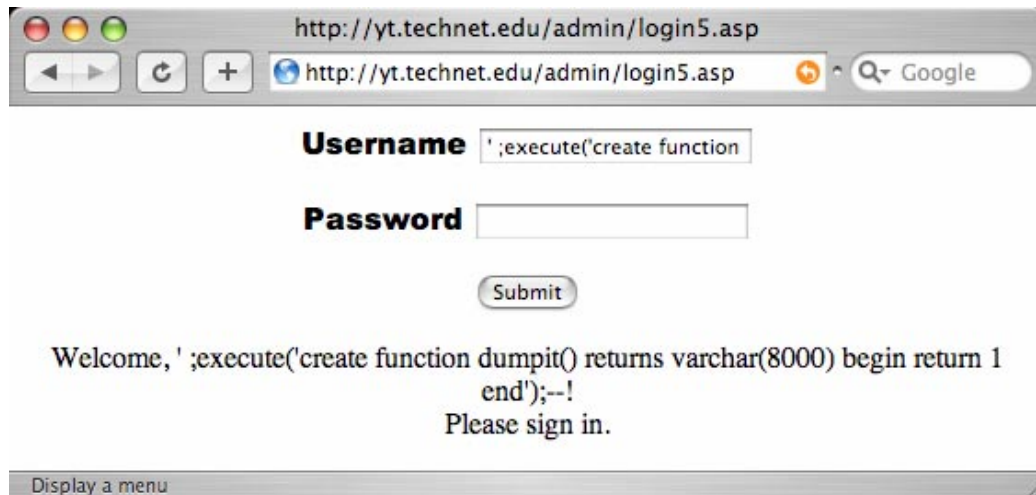 http://yt.technet.edu/admin/login5.asp
http://yt.technet.edu/admin/login5.asp
Google
Username ' ;execute('create function
Password
Submit
Welcome, ' ;execute('create function dumpit() returns varchar(8000) begin return 1
end');--!
Please sign in.
Display a menu